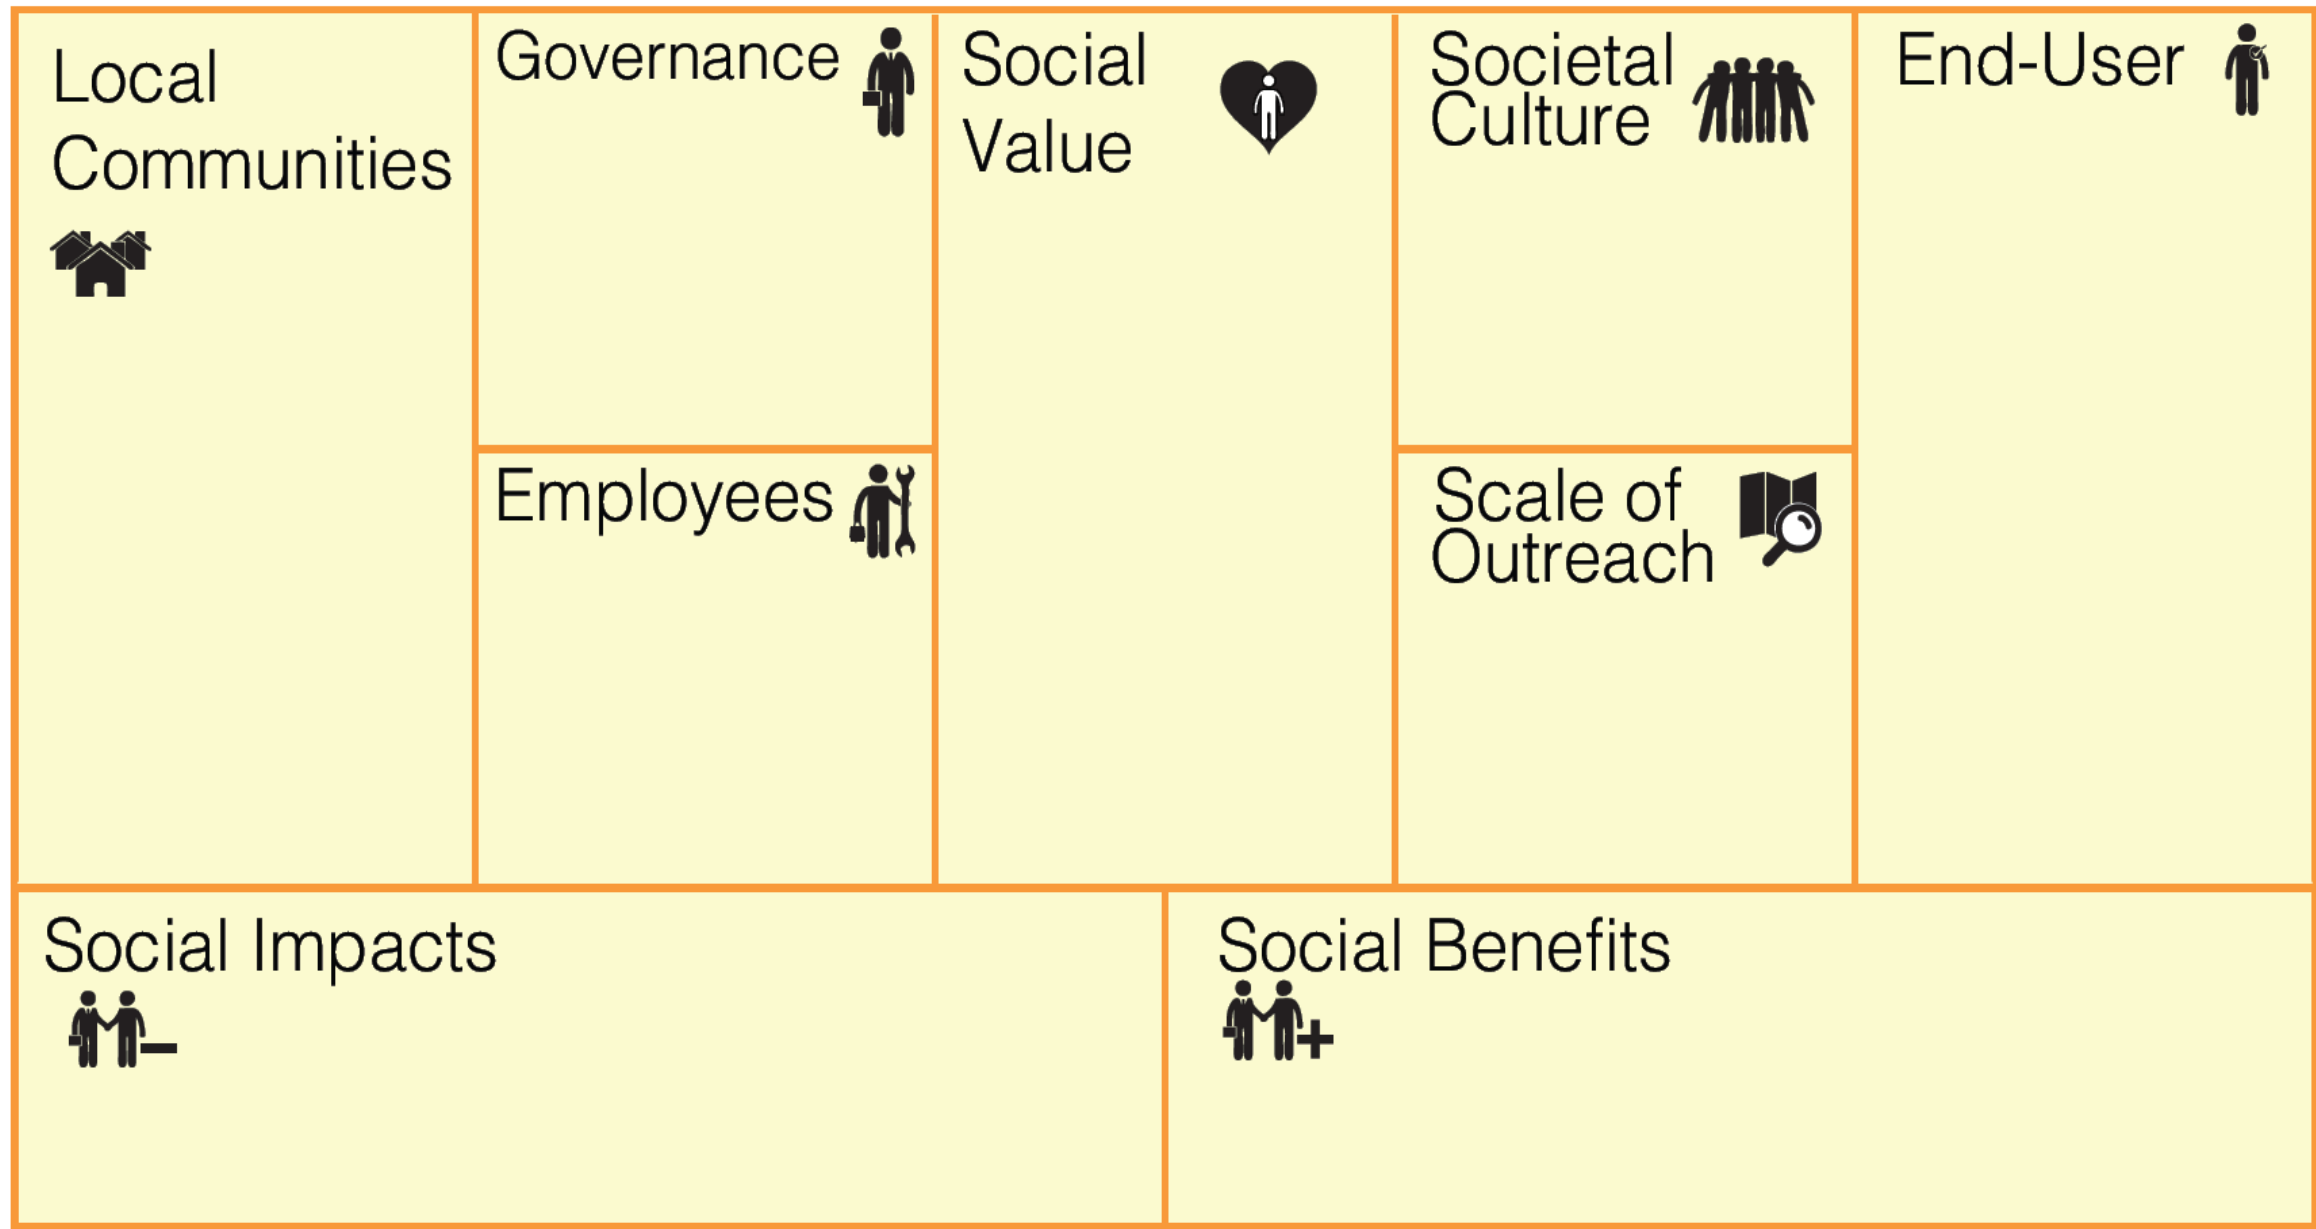 Local
Communities
Governance
Employees
Social
Value
Societal
Culture
Scale of
Outreach
End-User
Social Impacts
Social Benefits